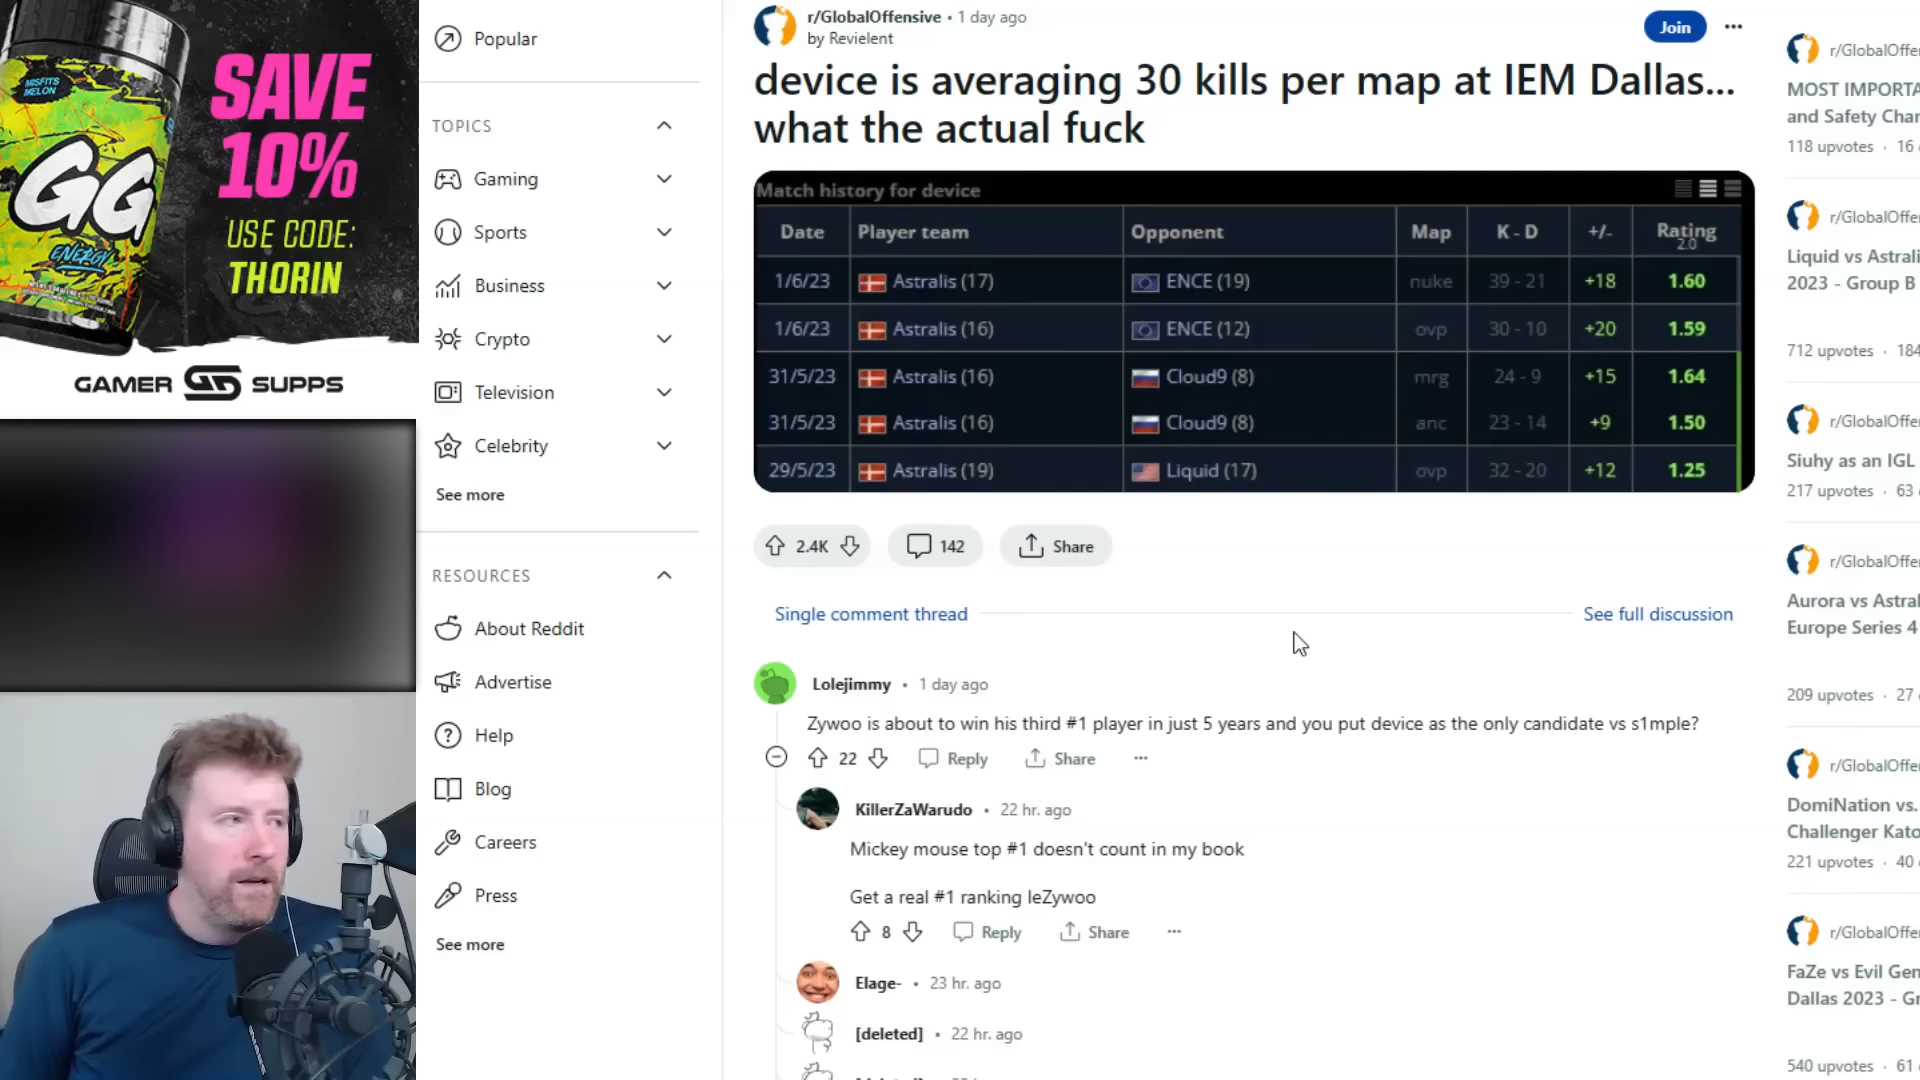 MISFITS
MELON
GG
ENERGY
SAVE
10%
USE CODE:
THORIN
GAMER SUPPS
Popular
TOPICS
Gaming
Sports
Business
Crypto
Television
Celebrity
See more
RESOURCES
About Reddit
Advertise
Help
Blog
Careers
Press
See more
r/GlobalOffensive • 1 day ago
by Revielent
Join
device is averaging 30 kills per map at IEM Dallas...
what the actual fuck
Match history for device
Date Player team Opponent Map K - D +/- Rating 2.0
1/6/23 Astralis (17) ENCE (19) nuke 39 - 21 +18 1.60
1/6/23 Astralis (16) ENCE (12) ovp 30 - 10 +20 1.59
31/5/23 Astralis (16) Cloud9 (8) mrg 24 - 9 +15 1.64
31/5/23 Astralis (16) Cloud9 (8) anc 23 - 14 +9 1.50
29/5/23 Astralis (19) Liquid (17) ovp 32 - 20 +12 1.25
2.4K 142 Share
Single comment thread See full discussion
Lolejimmy • 1 day ago
Zywoo is about to win his third #1 player in just 5 years and you put device as the only candidate vs s1mple?
22 Reply Share
KillerZaWarudo • 22 hr. ago
Mickey mouse top #1 doesn't count in my book
Get a real #1 ranking leZywoo
8 Reply Share
Elage- • 23 hr. ago
[deleted] • 22 hr. ago
r/GlobalOffe
MOST IMPORTA
and Safety Char
118 upvotes · 16
r/GlobalOffe
Liquid vs Astrali
2023 - Group B
712 upvotes · 184
r/GlobalOffe
Siuhy as an IGL
217 upvotes · 63
r/GlobalOffe
Aurora vs Astral
Europe Series 4
209 upvotes · 27
r/GlobalOffe
DomiNation vs.
Challenger Kato
221 upvotes · 40
r/GlobalOffe
FaZe vs Evil Gen
Dallas 2023 - Gr
540 upvotes · 61